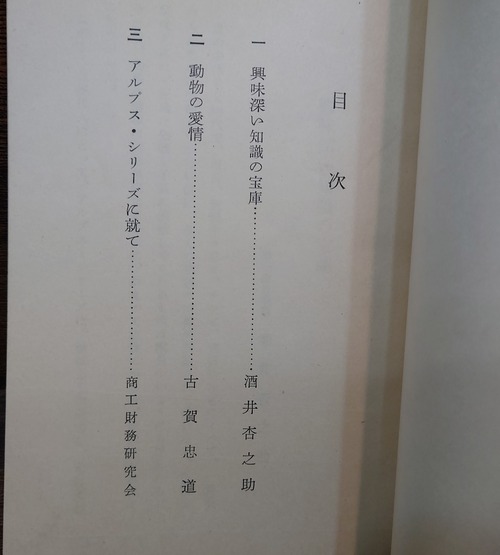 目次
一 興味深い知識の宝庫……………………酒井杏之助
二 動物の愛情……………………………古賀忠道
三 アルプス・シリーズに就て……………商工財務研究会